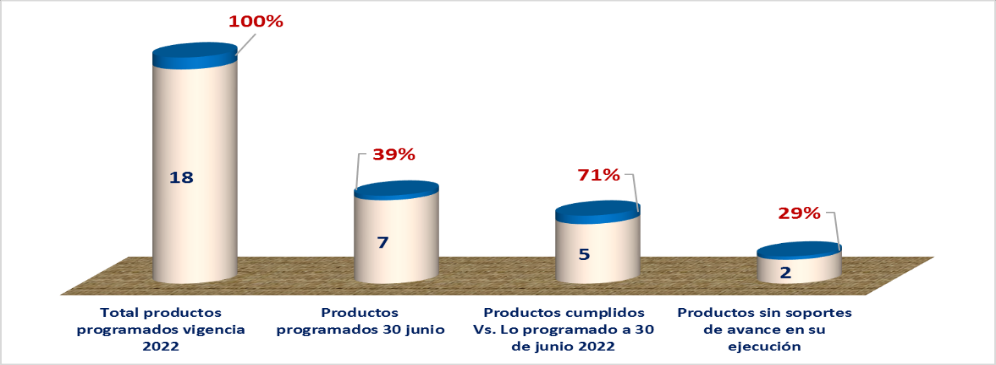 100%
39%
71%
29%
18
7
5
2
Total productos
programados vigencia
2022
Productos
programados 30 junio
Productos cumplidos
Vs. Lo programado a 30
de junio 2022
Productos sin soportes
de avance en su
ejecución